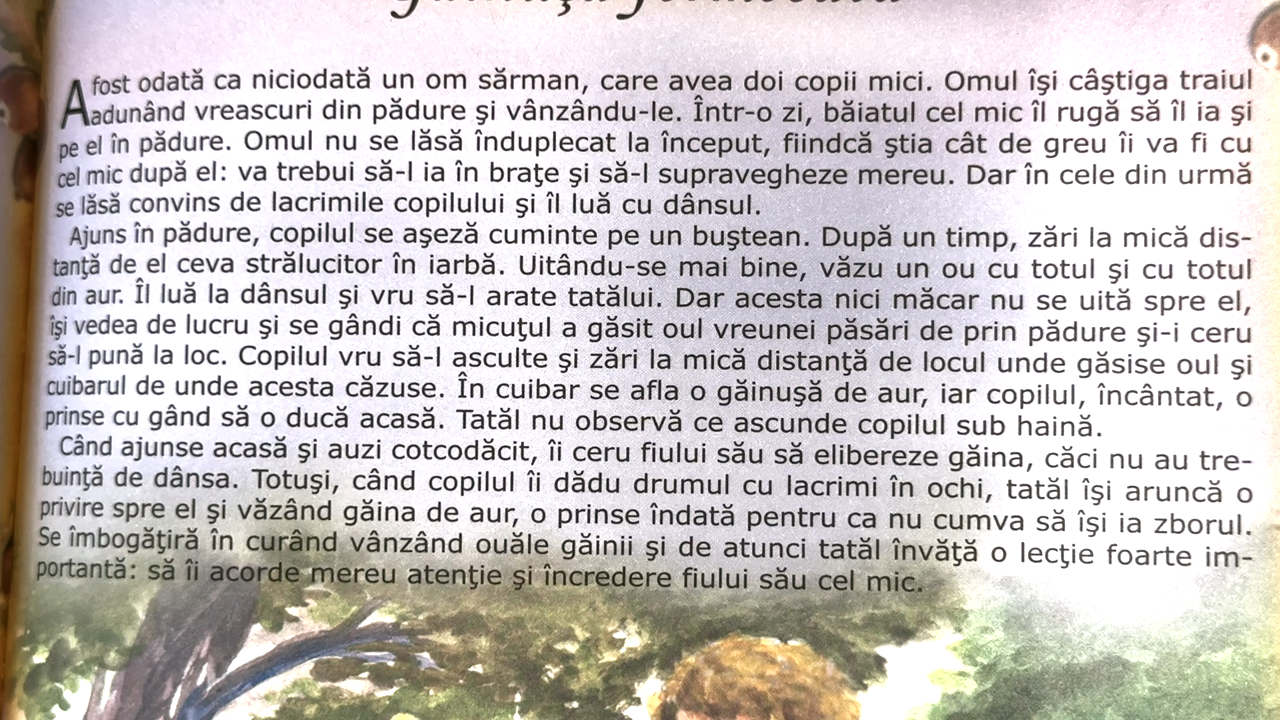 A fost odată ca niciodată un om sărman, care avea doi copii mici. Omul îşi câştiga traiul
adunând vreascuri din pădure şi vânzându-le. Într-o zi, băiatul cel mic îl rugă să îl ia şi
pe el în pădure. Omul nu se lăsă înduplecat la început, fiindcă ştia cât de greu îi va fi cu
cel mic după el: va trebui să-l ia în braţe şi să-l supravegheze mereu. Dar în cele din urmă
se lăsă convins de lacrimile copilului şi îl luă cu dânsul.
Ajuns în pădure, copilul se aşeză cuminte pe un buştean. După un timp, zări la mică dis-
tanţă de el ceva strălucitor în iarbă. Uitându-se mai bine, văzu un ou cu totul şi cu totul
din aur. Îl luă la dânsul şi vru să-l arate tatălui. Dar acesta nici măcar nu se uită spre el,
îşi vedea de lucru şi se gândi că micuţul a găsit oul vreunei păsări de prin pădure şi-i ceru
să-l pună la loc. Copilul vru să-l asculte şi zări la mică distanţă de locul unde găsise oul şi
cuibarul de unde acesta căzuse. În cuibar se afla o găinuşă de aur, iar copilul, încântat, o
prinse cu gând să o ducă acasă. Tatăl nu observă ce ascunde copilul sub haină.
Când ajunse acasă şi auzi cotcodăcit, îi ceru fiului său să elibereze găina, căci nu au tre-
buinţă de dânsa. Totuşi, când copilul îi dădu drumul cu lacrimi în ochi, tatăl îşi aruncă o
privire spre el şi văzând găina de aur, o prinse îndată pentru ca nu cumva să îşi ia zborul.
Se îmbogăţiră în curând vânzând ouăle găinii şi de atunci tatăl învăţă o lecţie foarte im-
portantă: să îi acorde mereu atenţie şi încredere fiului său cel mic.